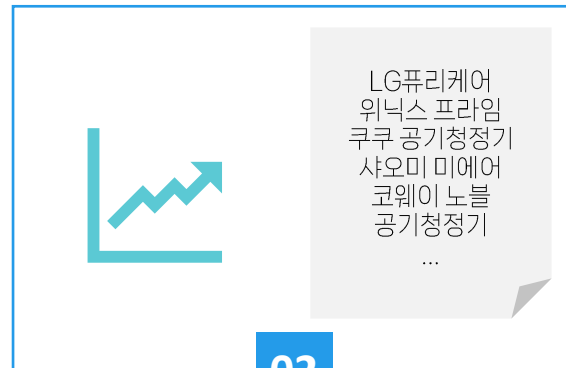 LG퓨리케어
위닉스 프라임
쿠쿠 공기청정기
샤오미 미에어
코웨이 노블
공기청정기
...